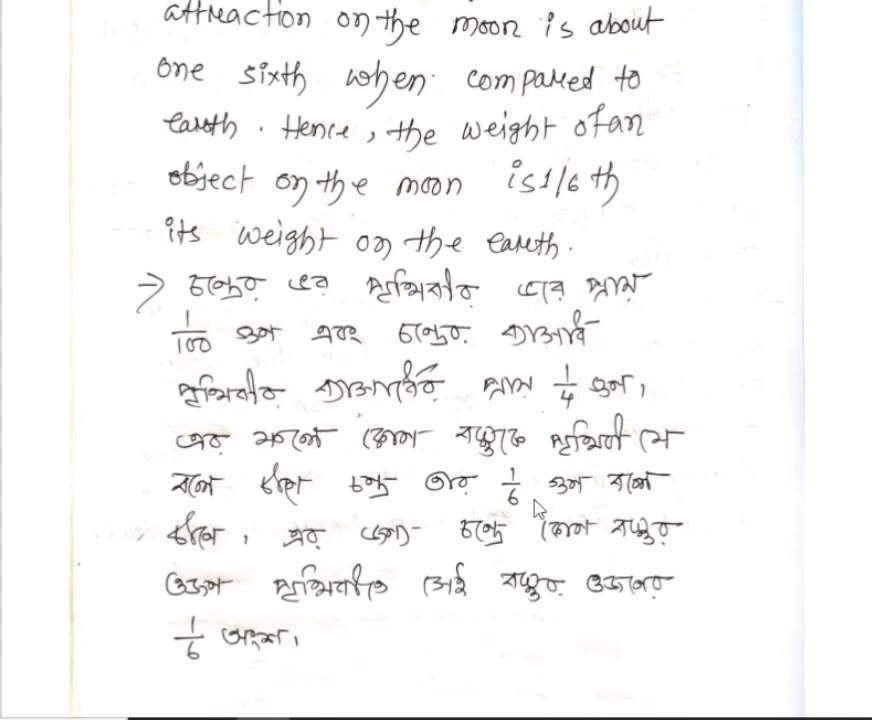 attraction on the moon is about
one sixth when compared to
earth. Hence, the weight of an
object on the moon is 1/6 th
its weight on the earth.
→ চন্দ্রের ভর পৃথিবীর ভরের প্রায়
1/100 গুন এবং চন্দ্রের ব্যাসার্ধ
পৃথিবীর ব্যাসার্ধের প্রায় 1/4 গুন,
এর ফলে কোন বস্তুকে পৃথিবী যে
বলে টানে চন্দ্র তার 1/6 গুন বলে
টানে, এর জন্য চন্দ্রে কোন বস্তুর
ওজন পৃথিবীতে সেই বস্তুর ওজনের
1/6 অংশ।